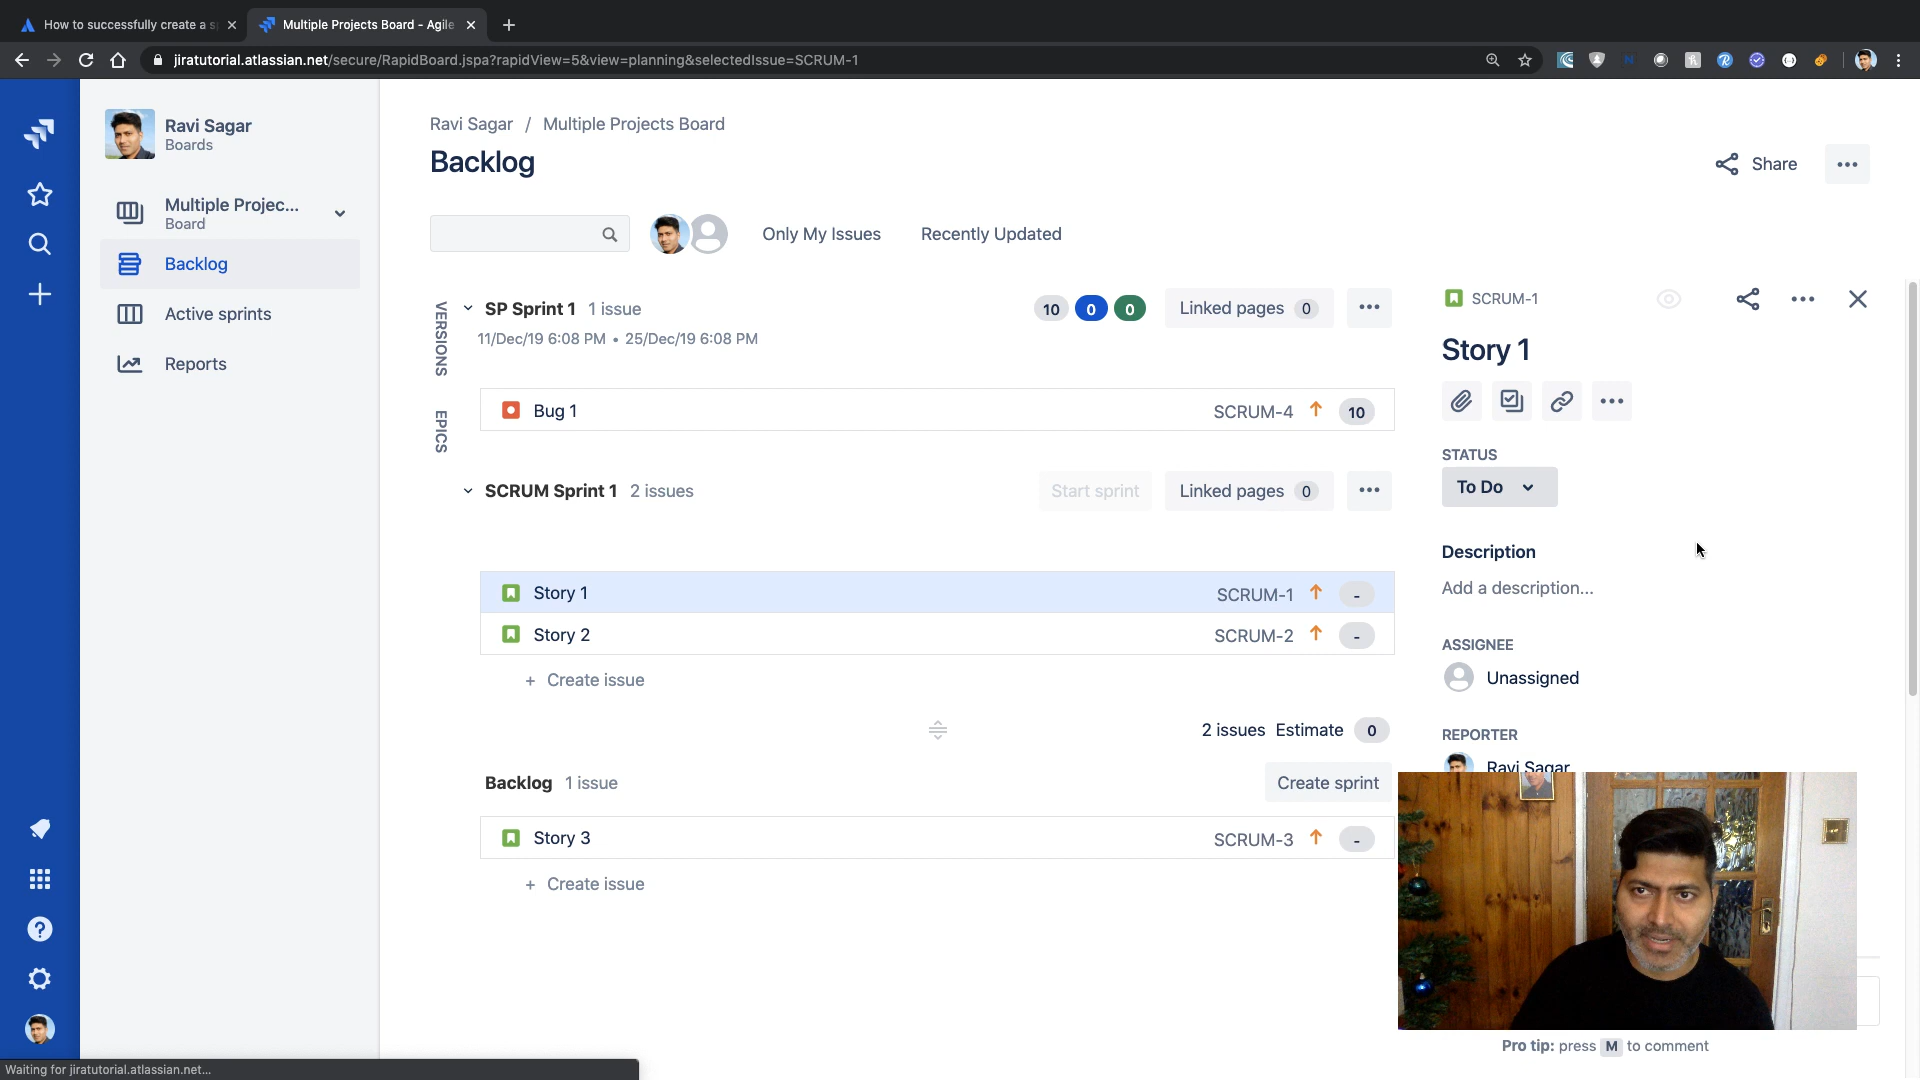 How to successfully create a s
Multiple Projects Board - Agile
jiratutorial.atlassian.net/secure/RapidBoard.jspa?rapidView=5&view=planning&selectedIssue=SCRUM-1
Ravi Sagar
Boards
Multiple Projec...
Board
Backlog
Active sprints
Reports
Ravi Sagar / Multiple Projects Board
Backlog
Share
Only My Issues
Recently Updated
VERSIONS
EPICS
SP Sprint 1 1 issue
10 0 0
Linked pages 0
11/Dec/19 6:08 PM • 25/Dec/19 6:08 PM
Bug 1 SCRUM-4 10
SCRUM Sprint 1 2 issues
Start sprint
Linked pages 0
Story 1 SCRUM-1 -
Story 2 SCRUM-2 -
+ Create issue
2 issues Estimate 0
Backlog 1 issue
Create sprint
Story 3 SCRUM-3 -
+ Create issue
SCRUM-1
Story 1
STATUS
To Do
Description
Add a description...
ASSIGNEE
Unassigned
REPORTER
Ravi Sagar
Pro tip: press M to comment
Waiting for jiratutorial.atlassian.net...